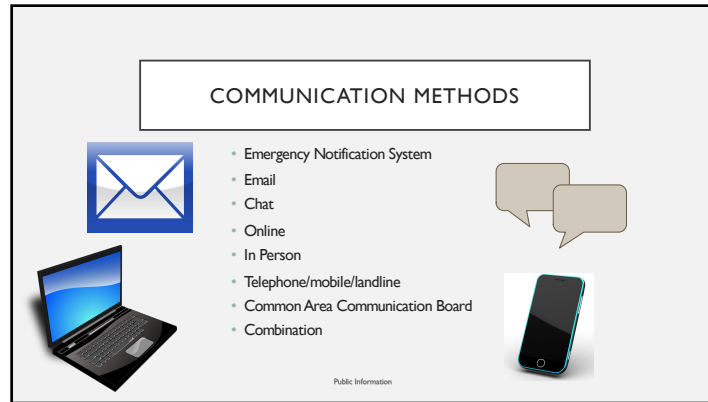 COMMUNICATION METHODS
• Emergency Notification System
• Email
• Chat
• Online
• In Person
• Telephone/mobile/landline
• Common Area Communication Board
• Combination
Public Information